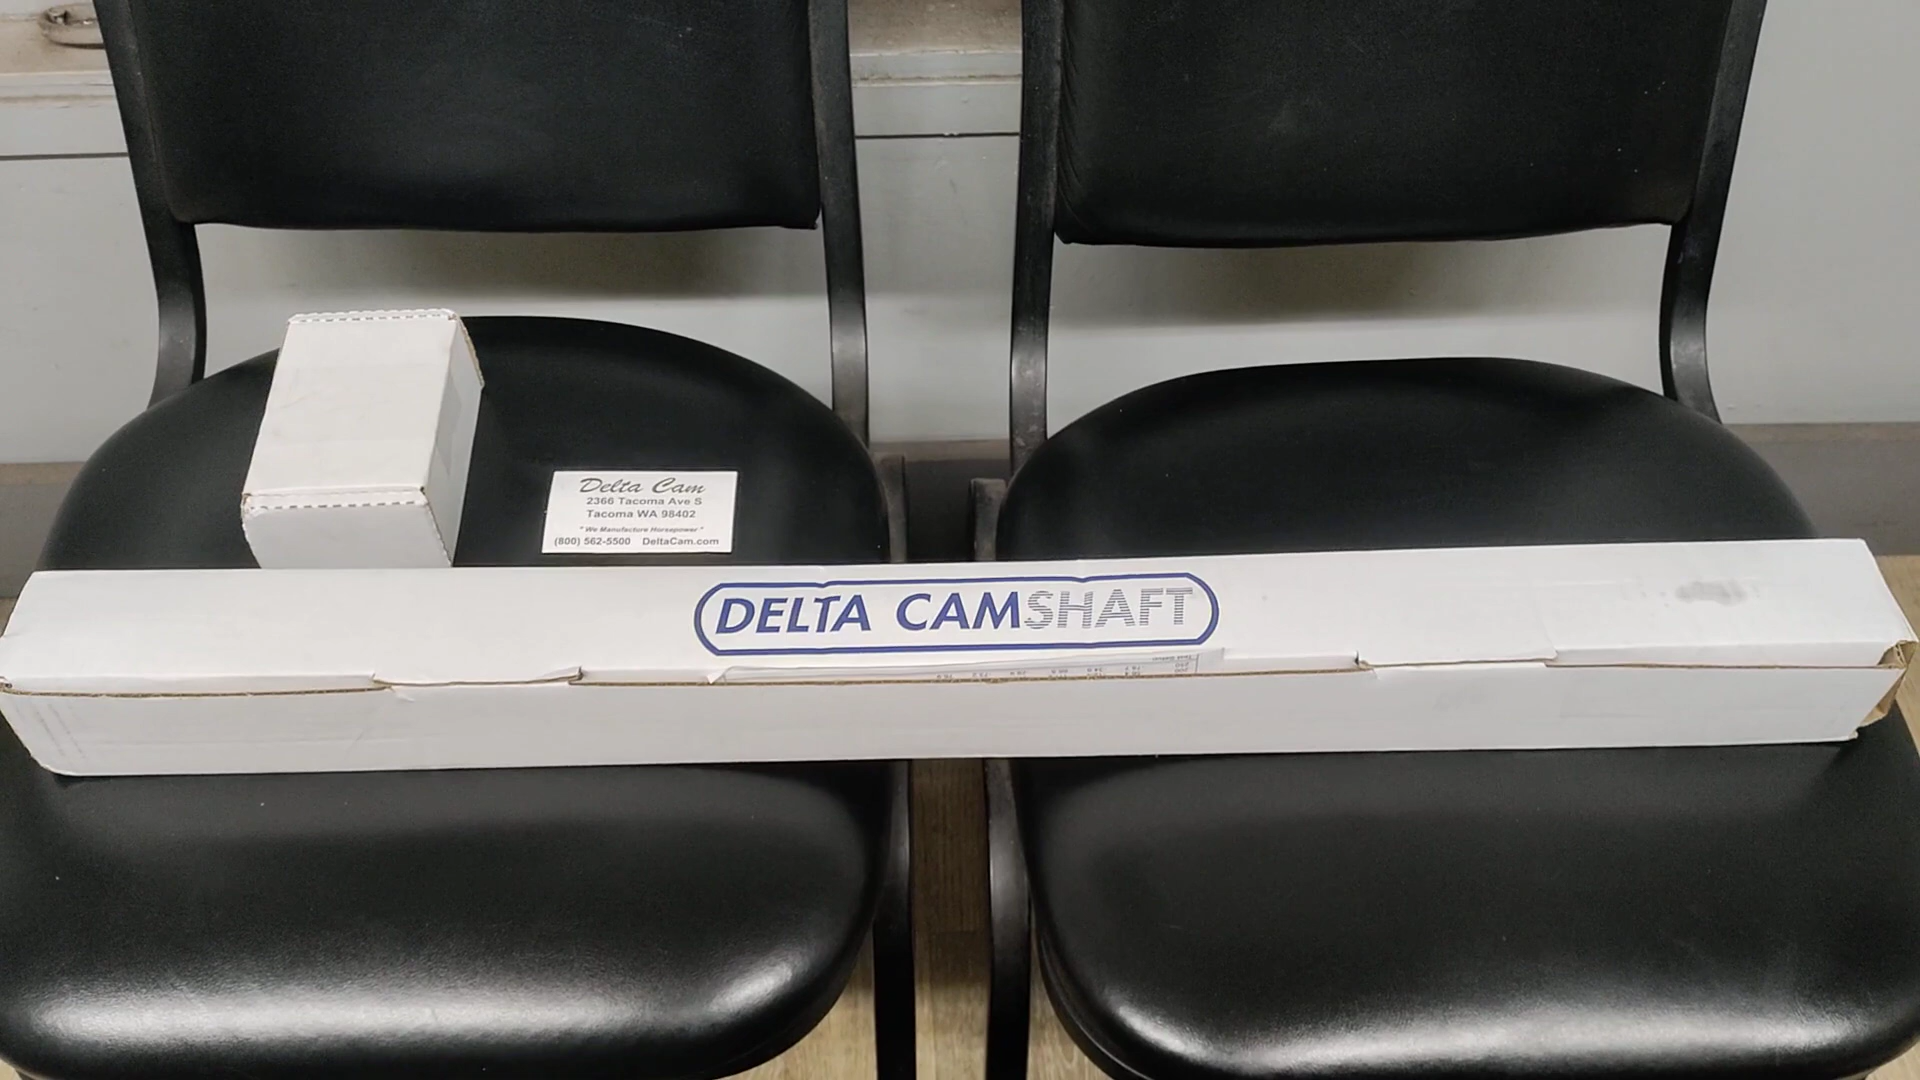 Delta Cam
2366 Tacoma Ave S
Tacoma WA 98402
" We Manufacture Horsepower "
(800) 562-5500 DeltaCam.com
DELTA CAMSHAFT